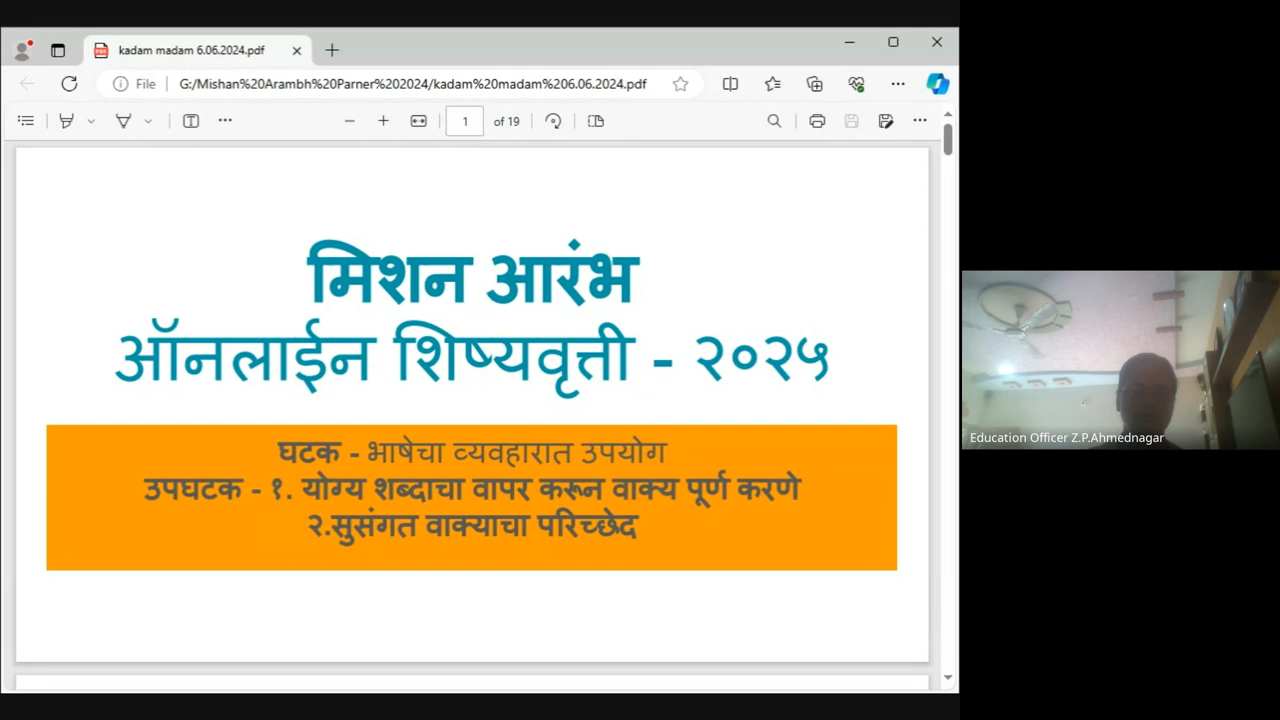 kadam madam 6.06.2024.pdf
File
G:/Mishan%20Arambh%20Parner%202024/kadam%20madam%206.06.2024.pdf
1 of 19
मिशन आरंभ
ऑनलाईन शिष्यवृत्ती - २०२५
घटक - भाषेचा व्यवहारात उपयोग
उपघटक - १. योग्य शब्दाचा वापर करून वाक्य पूर्ण करणे
२.सुसंगत वाक्याचा परिच्छेद
Education Officer Z.P.Ahmednagar